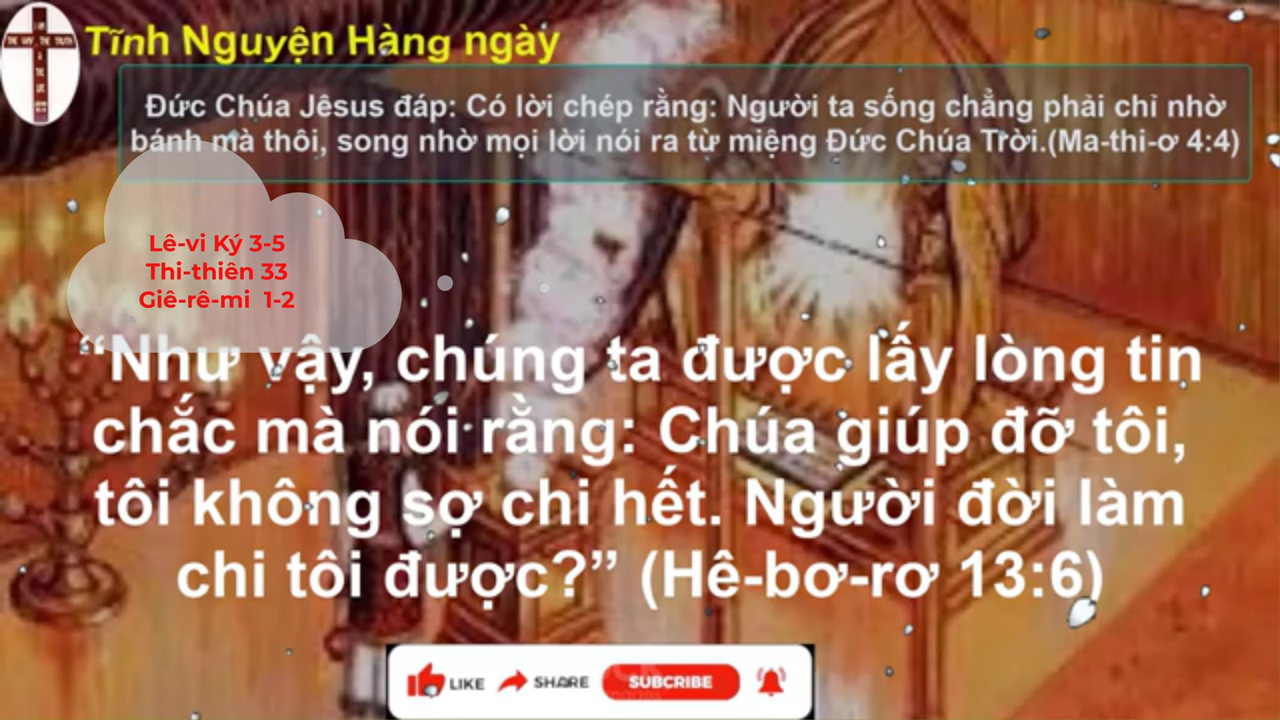 Tĩnh Nguyện Hàng ngày
Đức Chúa Jêsus đáp: Có lời chép rằng: Người ta sống chẳng phải chỉ nhờ
bánh mà thôi, song nhờ mọi lời nói ra từ miệng Đức Chúa Trời.(Ma-thi-ơ 4:4)
Lê-vi Ký 3-5
Thi-thiên 33
Giê-rê-mi 1-2
“Như vậy, chúng ta được lấy lòng tin
chắc mà nói rằng: Chúa giúp đỡ tôi,
tôi không sợ chi hết. Người đời làm
chi tôi được?” (Hê-bơ-rơ 13:6)
LIKE SHARE SUBCRIBE